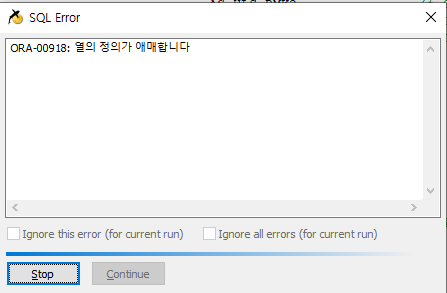 SQL Error
ORA-00918: 열의 정의가 애매합니다
Ignore this error (for current run) Ignore all errors (for current run)
Stop Continue